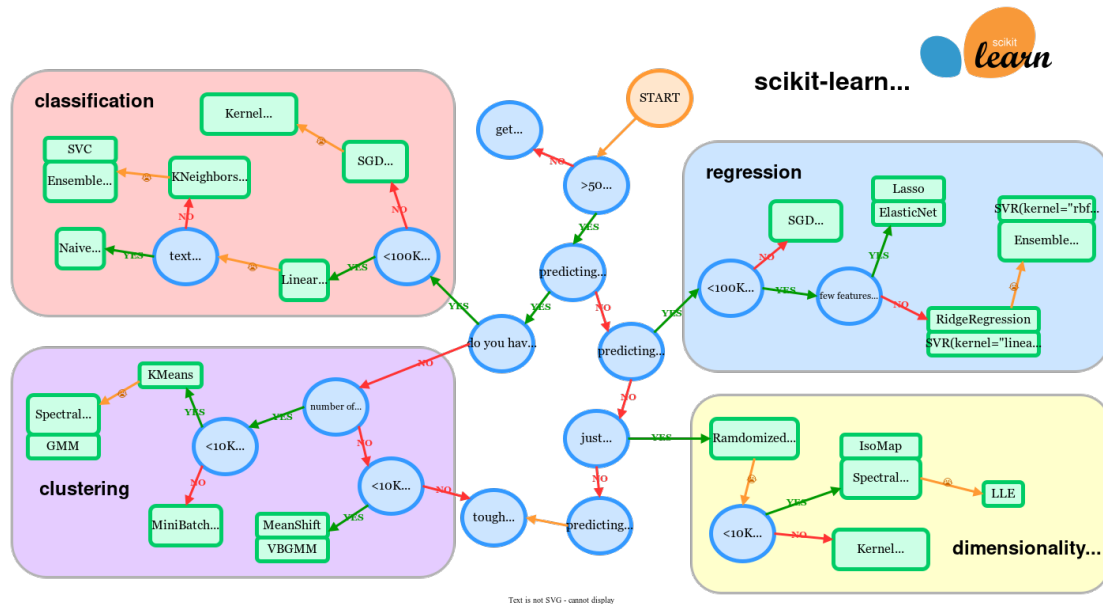 scikit
learn
scikit-learn...
classification
START
Kernel...
get...
SVC
Ensemble...
KNeighbors...
SGD...
NO
>50...
regression
Lasso
ElasticNet
SVR(kernel="rbf...
Ensemble...
SGD...
NO
NO
NO
YES
YES
Naive...
YES
text...
Linear...
YES
<100K...
predicting...
<100K...
NO
YES
few features...
NO
YES
YES
NO
YES
RidgeRegression
SVR(kernel="linea...
do you hav...
predicting...
NO
KMeans
NO
Spectral...
GMM
YES
number of...
YES
<10K...
just...
YES
Randomized...
IsoMap
Spectral...
NO
clustering
NO
<10K...
NO
NO
YES
LLE
MiniBatch...
MeanShift
VBGMM
YES
tough...
predicting...
<10K...
NO
Kernel...
dimensionality...
Text is not SVG - cannot display